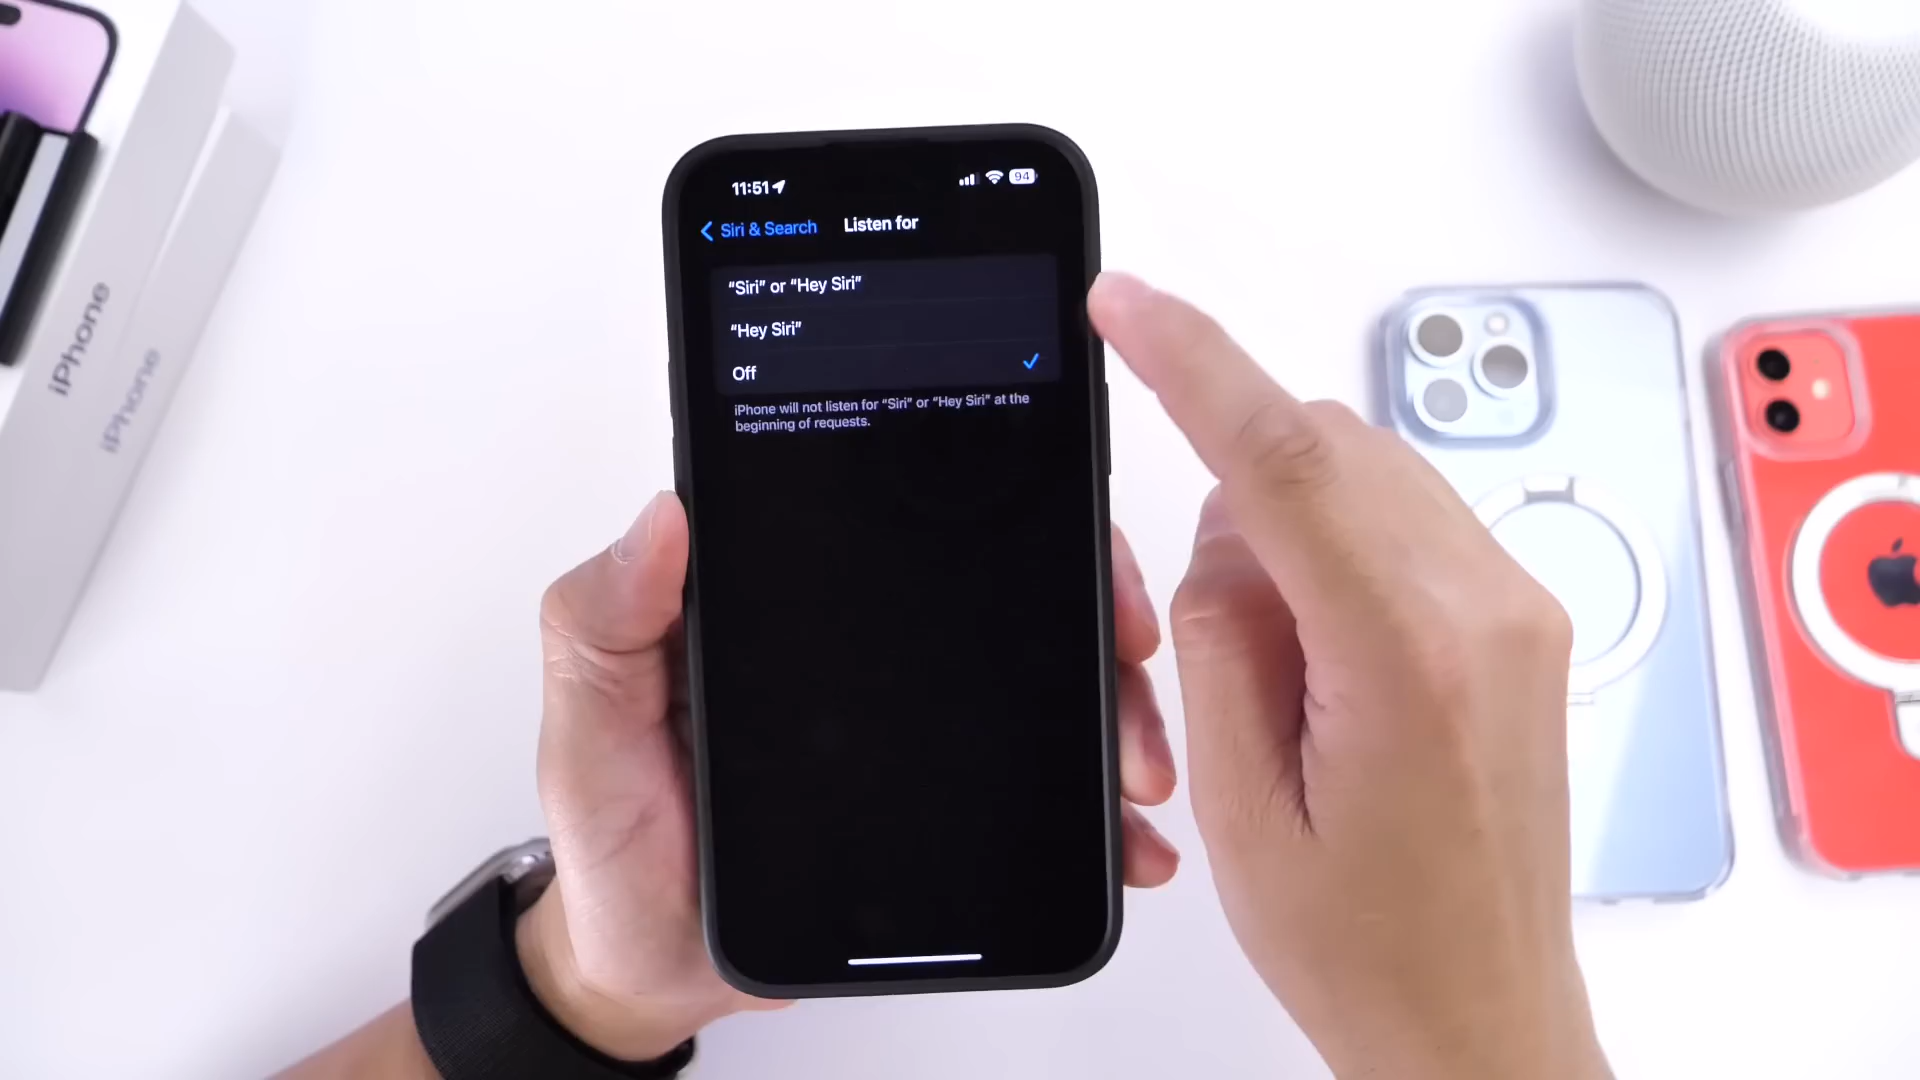 iPhone
iPhone
11:51
94
Siri & Search
Listen for
“Siri” or “Hey Siri”
“Hey Siri”
Off
iPhone will not listen for “Siri” or “Hey Siri” at the
beginning of requests.